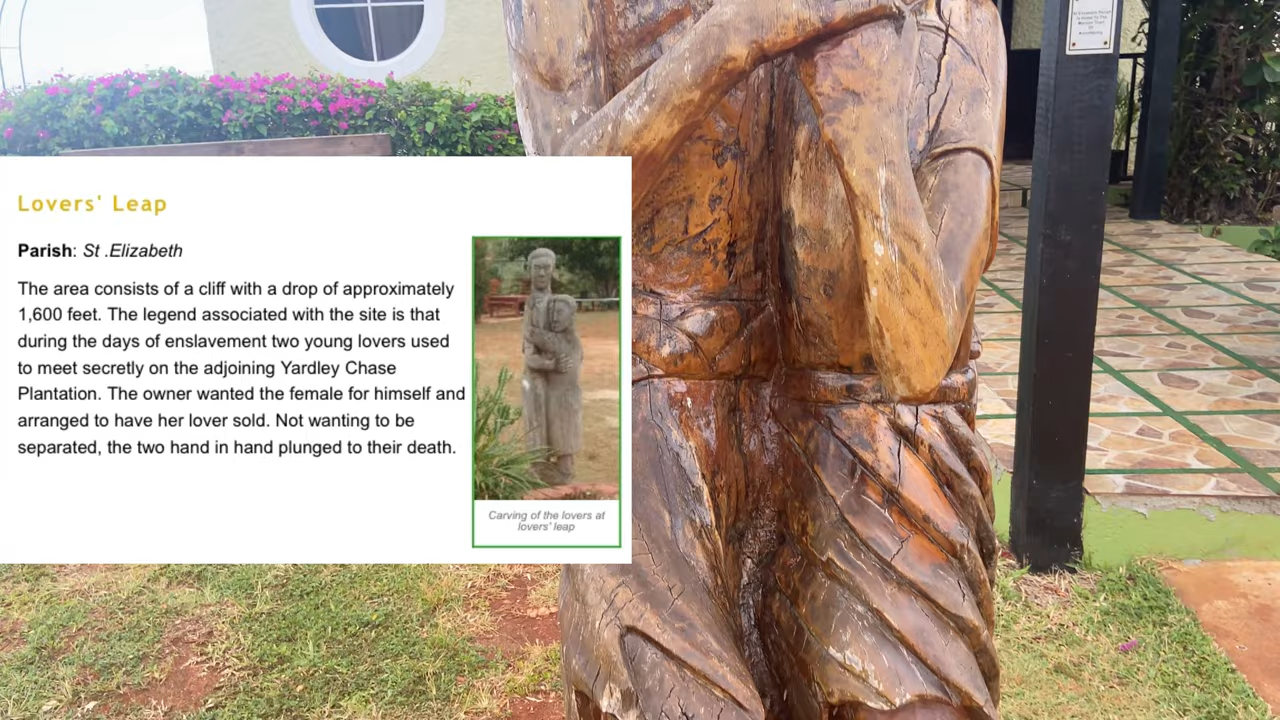 Lovers' Leap
Parish: St .Elizabeth
The area consists of a cliff with a drop of approximately
1,600 feet. The legend associated with the site is that
during the days of enslavement two young lovers used
to meet secretly on the adjoining Yardley Chase
Plantation. The owner wanted the female for himself and
arranged to have her lover sold. Not wanting to be
separated, the two hand in hand plunged to their death.
Carving of the lovers at
lovers' leap